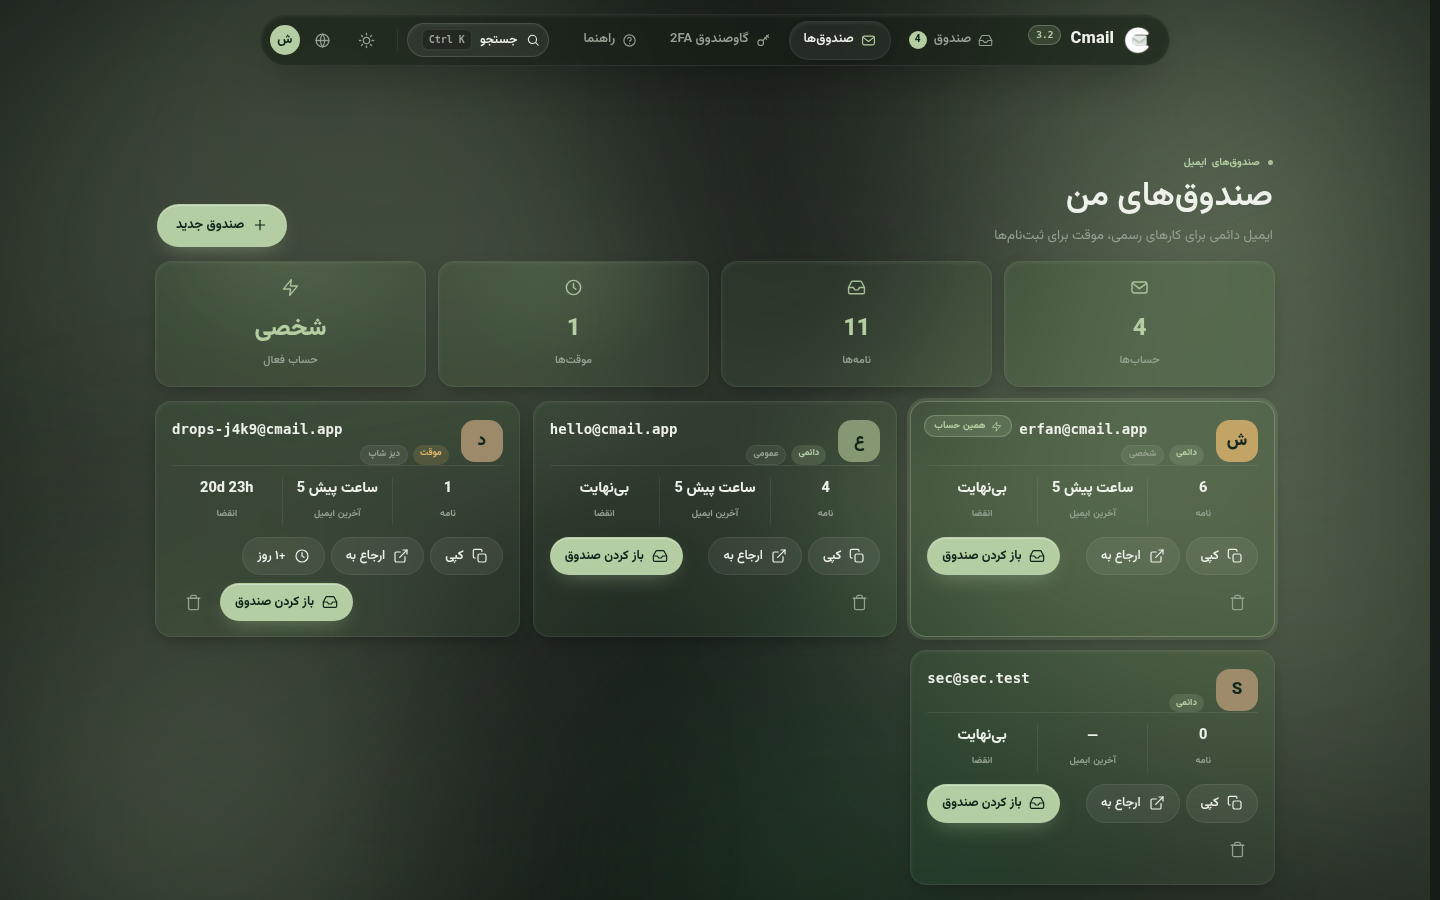 Cmail 3.2 صندوق 4 صندوق‌ها گاوصندوق 2FA راهنما جستجو Ctrl K ش
صندوق‌های ایمیل
صندوق‌های من
ایمیل دائمی برای کارهای رسمی، موقت برای ثبت‌نام‌ها
صندوق جدید
4
حساب‌ها
11
نامه‌ها
1
موقت‌ها
شخصی
حساب فعال
ش
erfan@cmail.app
همین حساب
دائمی شخصی
6 ساعت پیش 5 بی‌نهایت
نامه آخرین ایمیل انقضا
کپی ارجاع به باز کردن صندوق
ع
hello@cmail.app
دائمی عمومی
4 ساعت پیش 5 بی‌نهایت
نامه آخرین ایمیل انقضا
کپی ارجاع به باز کردن صندوق
د
drops-j4k9@cmail.app
موقت دیز شاپ
1 ساعت پیش 5 20d 23h
نامه آخرین ایمیل انقضا
کپی ارجاع به +۱ روز
باز کردن صندوق
S
sec@sec.test
دائمی
0 — بی‌نهایت
نامه آخرین ایمیل انقضا
کپی ارجاع به باز کردن صندوق